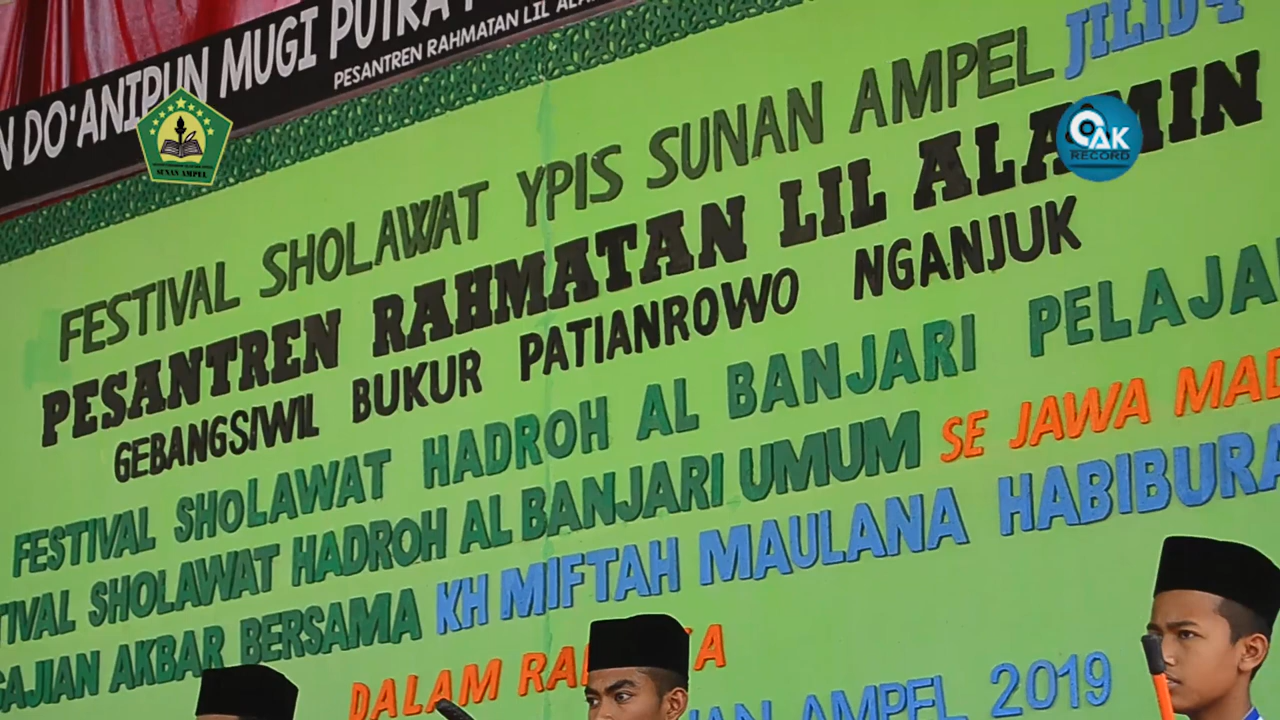 DO'ANIPUN MUGI PUTRA
PESANTREN RAHMATAN LIL
SUNAN AMPEL
CAK
RECORD
FESTIVAL SHOLAWAT YPIS SUNAN AMPEL JILID 4
PESANTREN RAHMATAN LIL ALAMIN
GEBANGSIWIL BUKUR PATIANROWO NGANJUK
FESTIVAL SHOLAWAT HADROH AL BANJARI PELAJA
TIVAL SHOLAWAT HADROH AL BANJARI UMUM SE JAWA MAD
GAJIAN AKBAR BERSAMA KH MIFTAH MAULANA HABIBURA
DALAM RA
AMPEL 2019